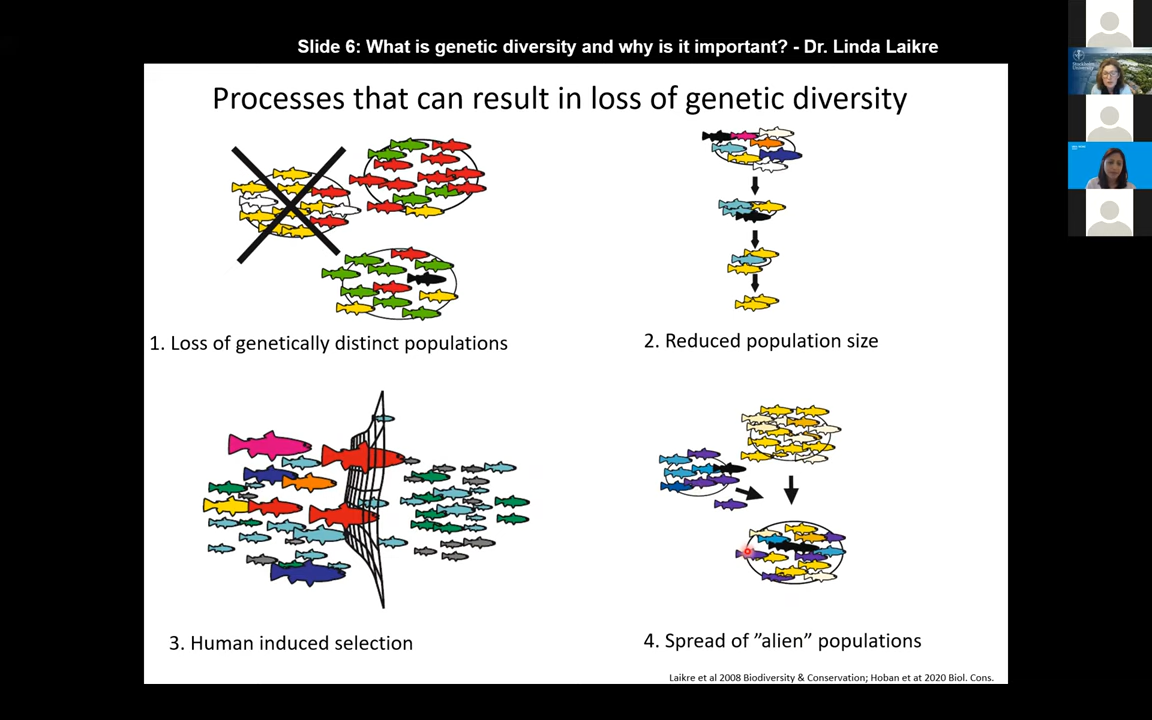 Slide 6: What is genetic diversity and why is it important? - Dr. Linda Laikre
Processes that can result in loss of genetic diversity
1. Loss of genetically distinct populations
2. Reduced population size
3. Human induced selection
4. Spread of ”alien” populations
Laikre et al 2008 Biodiversity & Conservation; Hoban et at 2020 Biol. Cons.
Stockholm
University